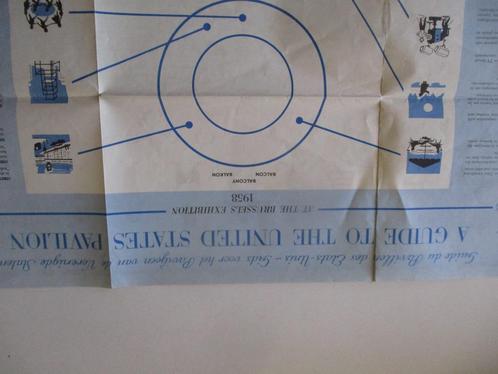 Guide du Pavillon des Etats-Unis - Gids voor het Paviljoen van de Verenigde Staten
A GUIDE TO THE UNITED STATES PAVILION
AT THE BRUSSELS EXHIBITION
1958
BALCON BALCONY BALKON